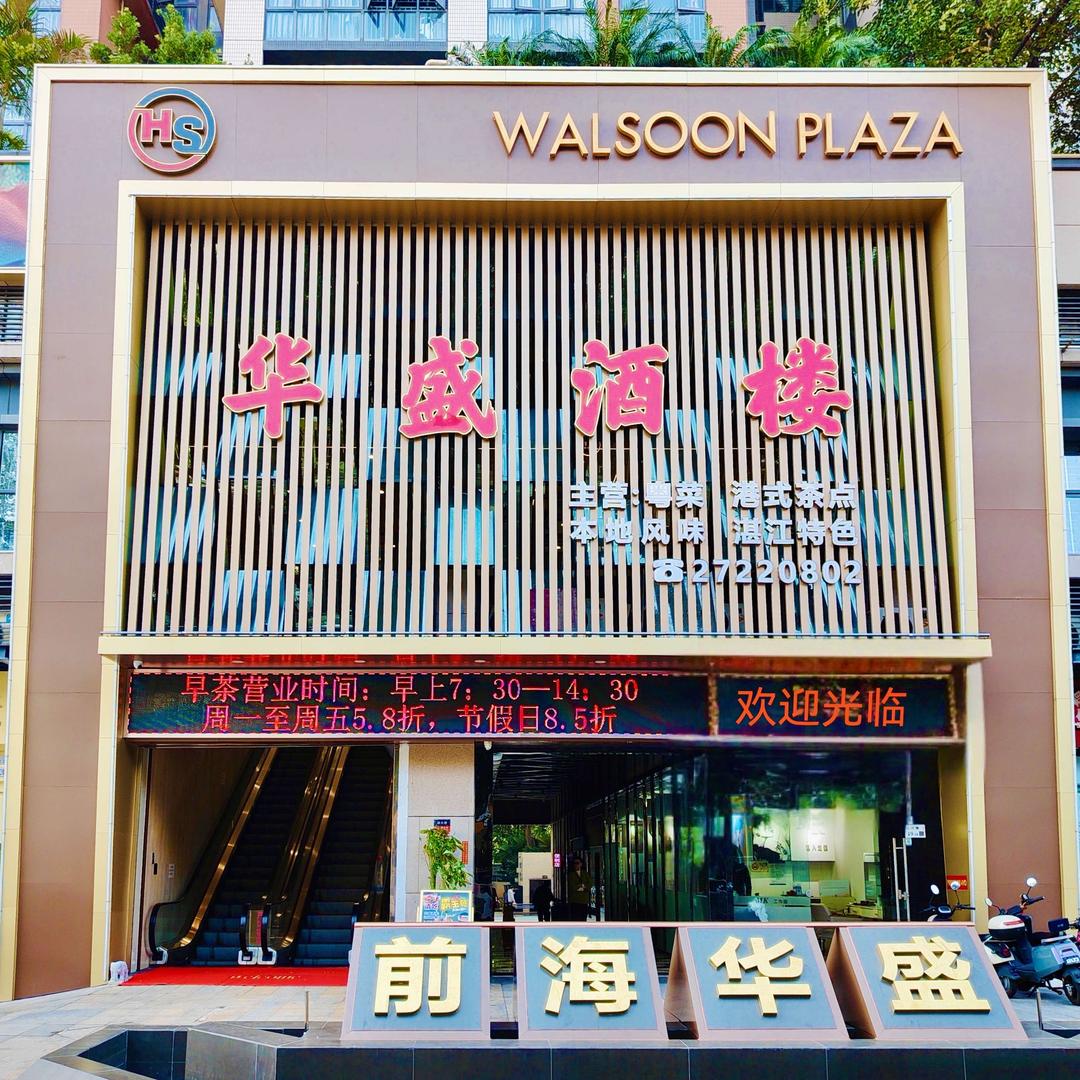 HS
WALSOON PLAZA
华盛酒楼
主营:粤菜 港式茶点
本地风味 湛江特色
☎27220802
早茶营业时间：早上7：30—14：30
周一至周五5.8折，节假日8.5折
欢迎光临
前海华盛